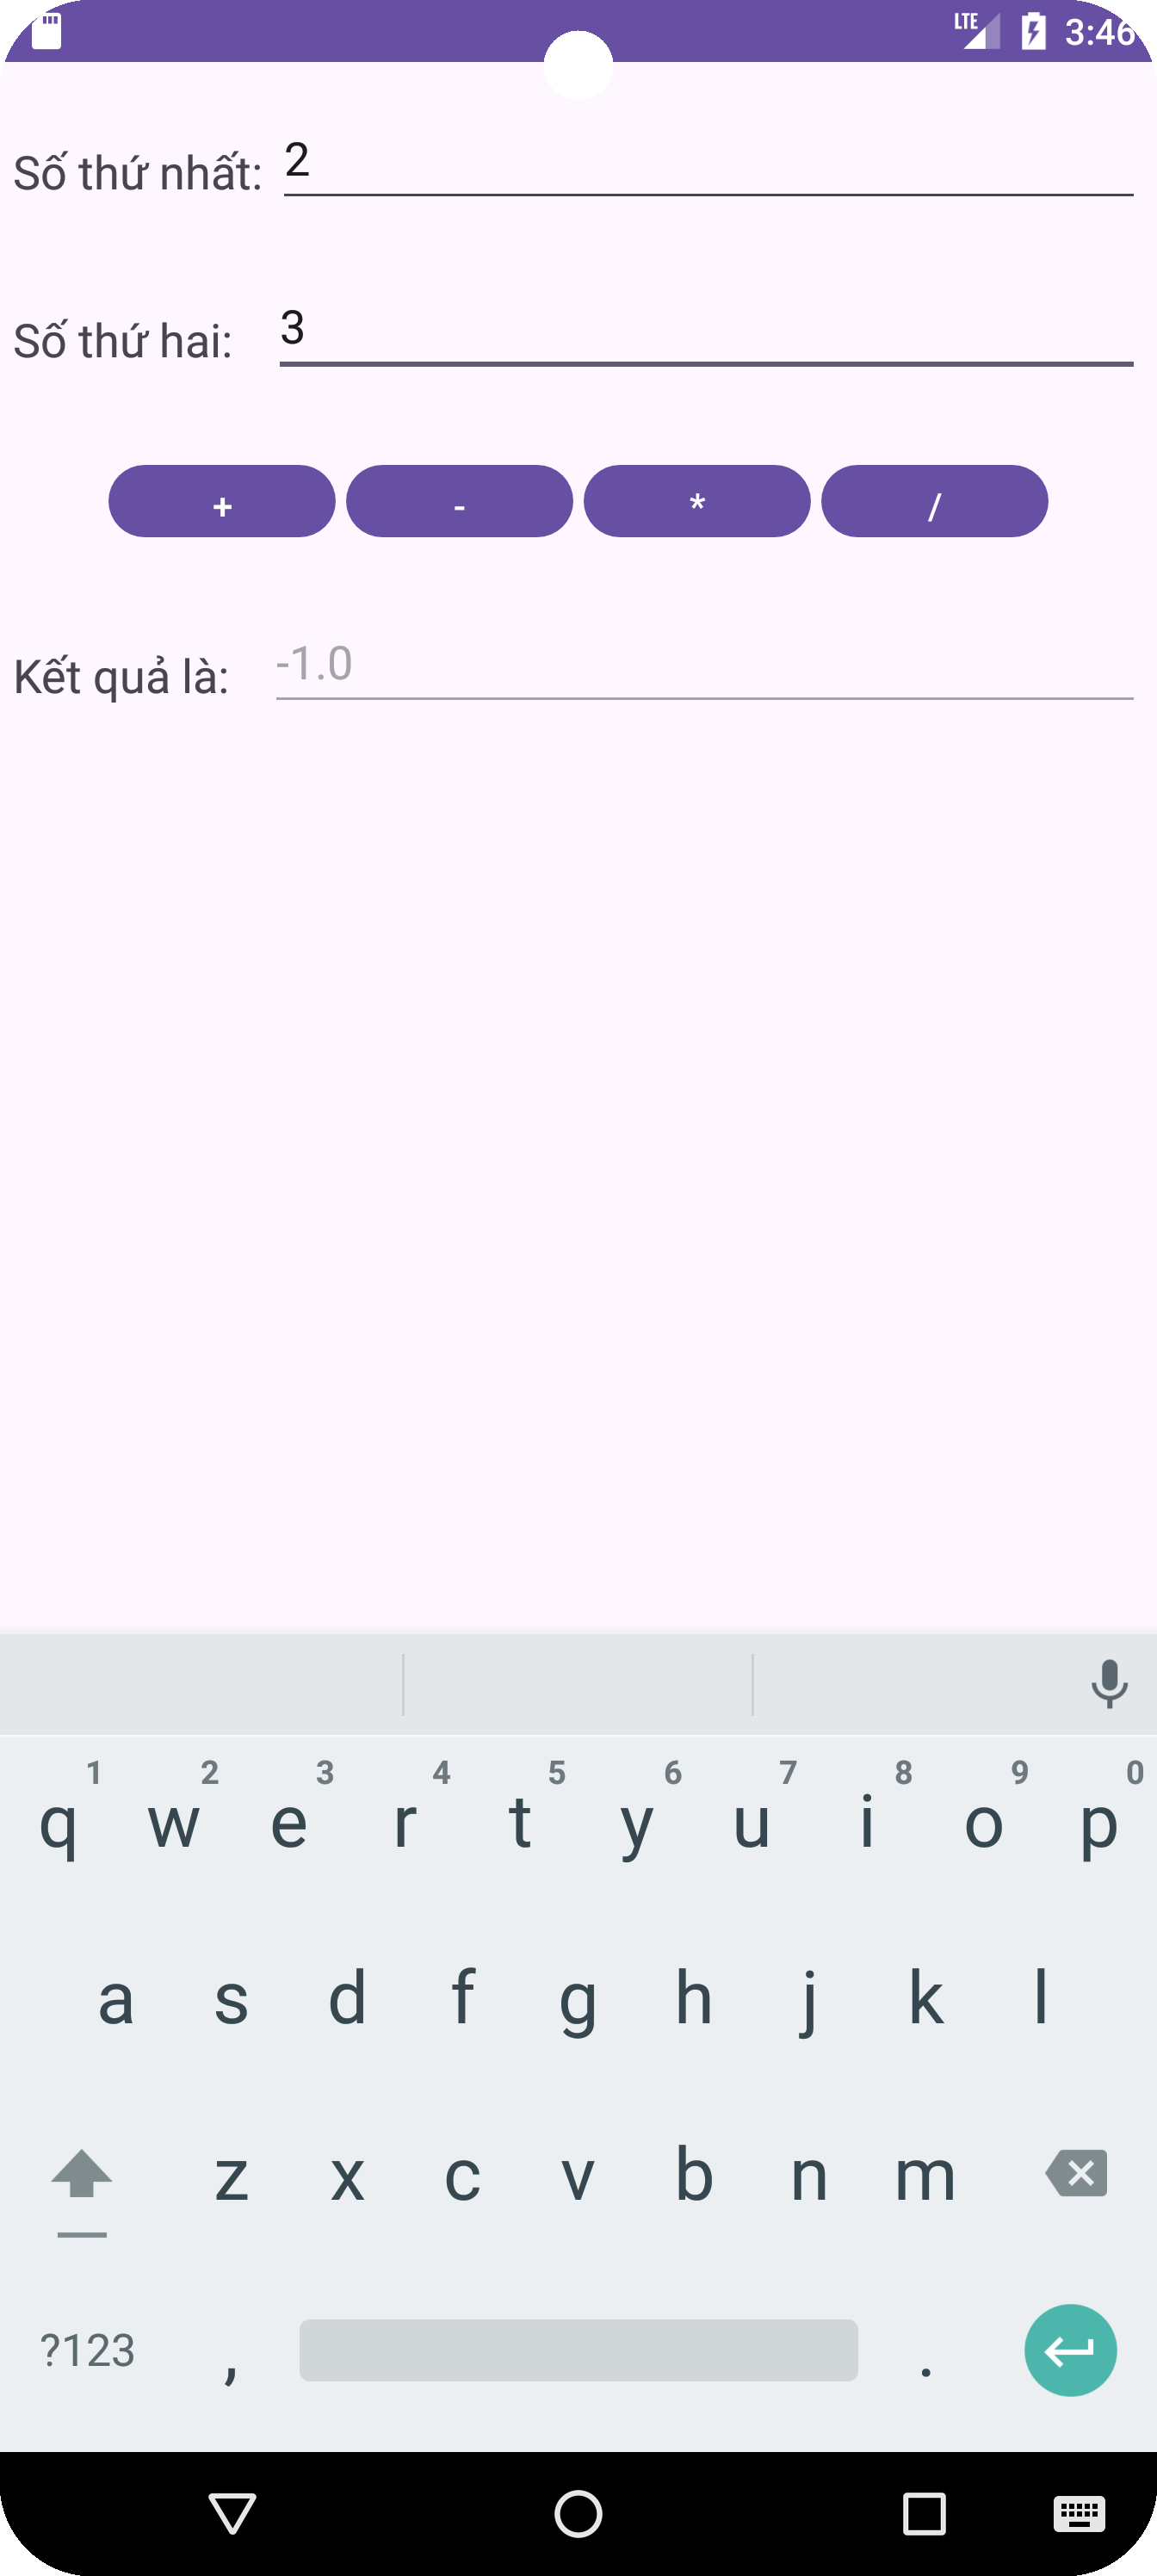 LTE 3:46
Số thứ nhất: 2
Số thứ hai: 3
+ - * /
Kết quả là: -1.0
1 2 3 4 5 6 7 8 9 0
q w e r t y u i o p
a s d f g h j k l
z x c v b n m
?123 , .